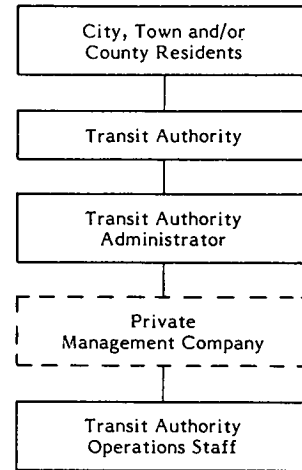 City, Town and/or
County Residents
Transit Authority
Transit Authority
Administrator
Private
Management Company
Transit Authority
Operations Staff